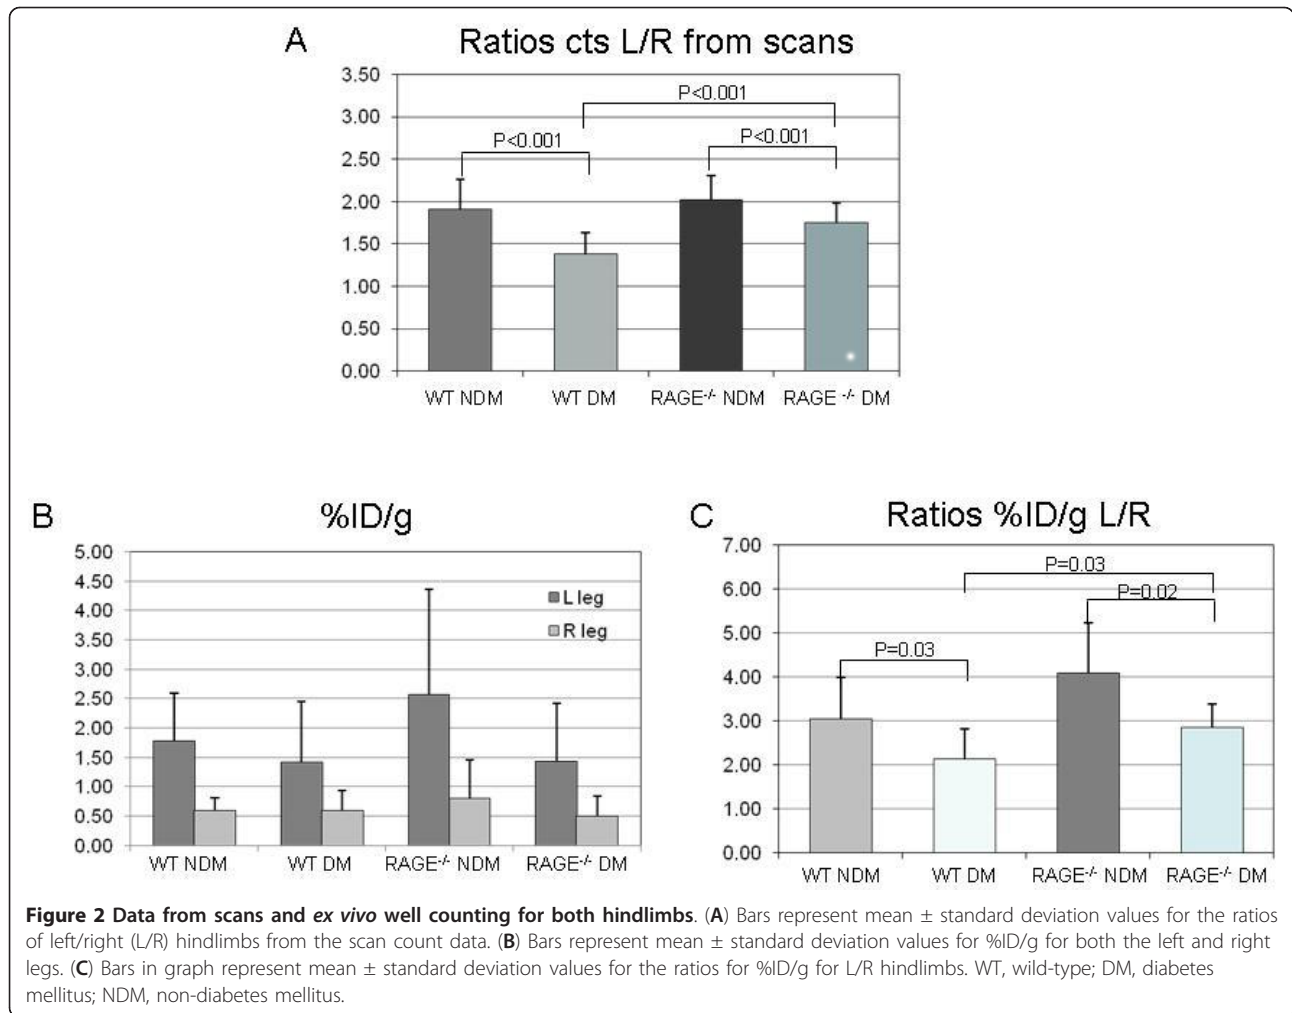 A
Ratios cts L/R from scans
3.50
3.00
2.50
2.00
1.50
1.00
0.50
0.00
P<0.001
P<0.001
P<0.001
WT NDM WT DM RAGE-/- NDM RAGE -/- DM
B
%ID/g
5.00
4.50
4.00
3.50
3.00
2.50
2.00
1.50
1.00
0.50
0.00
L leg
R leg
WT NDM WT DM RAGE-/- NDM RAGE-/- DM
C
Ratios %ID/g L/R
7.00
6.00
5.00
4.00
3.00
2.00
1.00
0.00
P=0.03
P=0.02
P=0.03
WT NDM WT DM RAGE-/- NDM RAGE-/- DM
Figure 2 Data from scans and ex vivo well counting for both hindlimbs. (A) Bars represent mean ± standard deviation values for the ratios
of left/right (L/R) hindlimbs from the scan count data. (B) Bars represent mean ± standard deviation values for %ID/g for both the left and right
legs. (C) Bars in graph represent mean ± standard deviation values for the ratios for %ID/g for L/R hindlimbs. WT, wild-type; DM, diabetes
mellitus; NDM, non-diabetes mellitus.